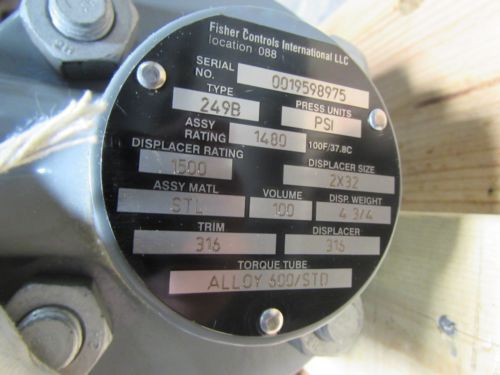 Fisher Controls International LLC
location 088
SERIAL NO. 0019598975
TYPE PRESS UNITS
249B PSI
ASSY RATING 1480 100F/37.8C
DISPLACER RATING DISPLACER SIZE
1500 2X32
ASSY MATL VOLUME DISP. WEIGHT
STL 100 4 3/4
TRIM DISPLACER
316 316
TORQUE TUBE
ALLOY 600/STD